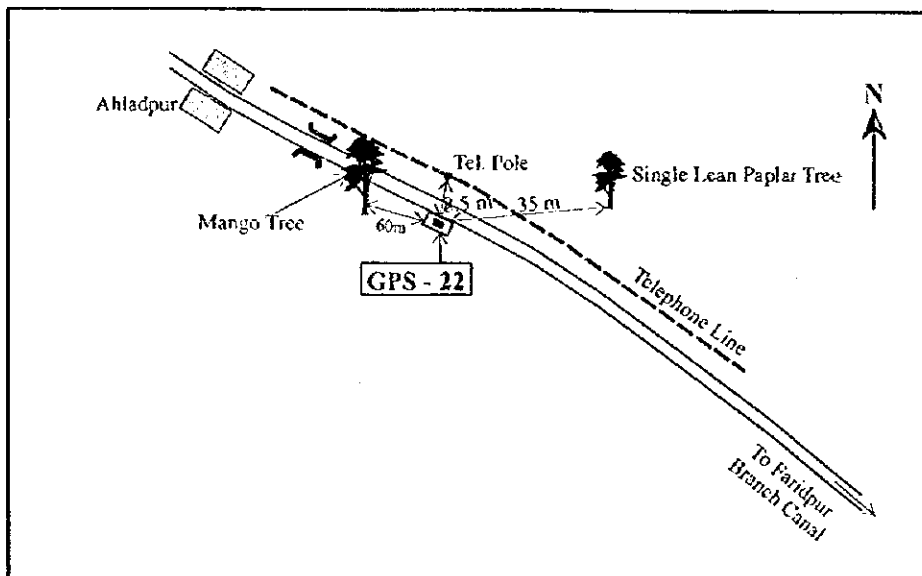 N
Ahladpur
Tel. Pole
Single Lean Paplar Tree
35 m
Mango Tree
60m
GPS - 22
Telephone Line
To Faridpur
Branch Canal